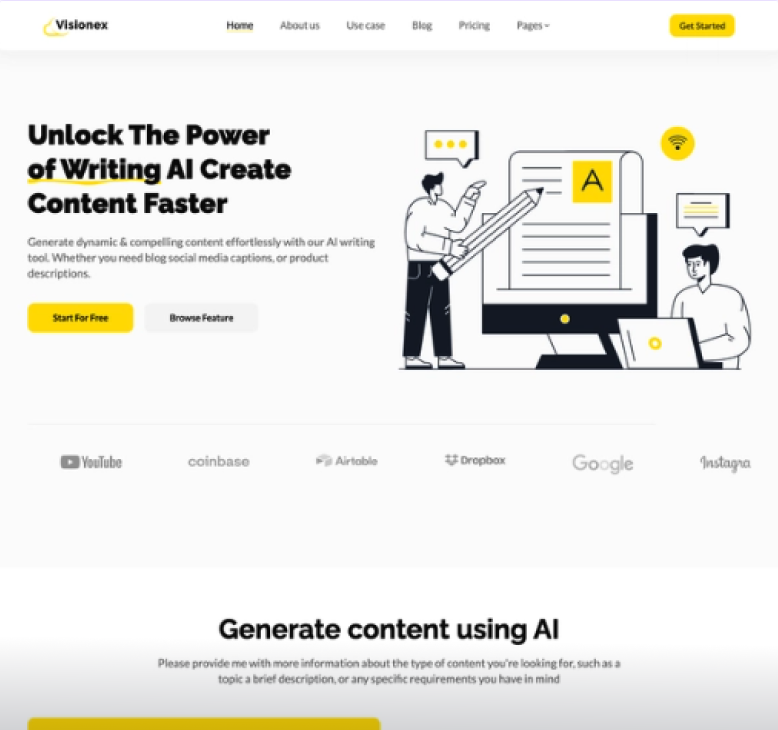 Visionex
Home About us Use case Blog Pricing Pages
Get Started
Unlock The Power
of Writing AI Create
Content Faster
Generate dynamic & compelling content effortlessly with our AI writing
tool. Whether you need blog social media captions, or product
descriptions.
Start For Free Browse Feature
A
YouTube coinbase Airtable Dropbox Google Instagra
Generate content using AI
Please provide me with more information about the type of content you're looking for, such as a
topic a brief description, or any specific requirements you have in mind